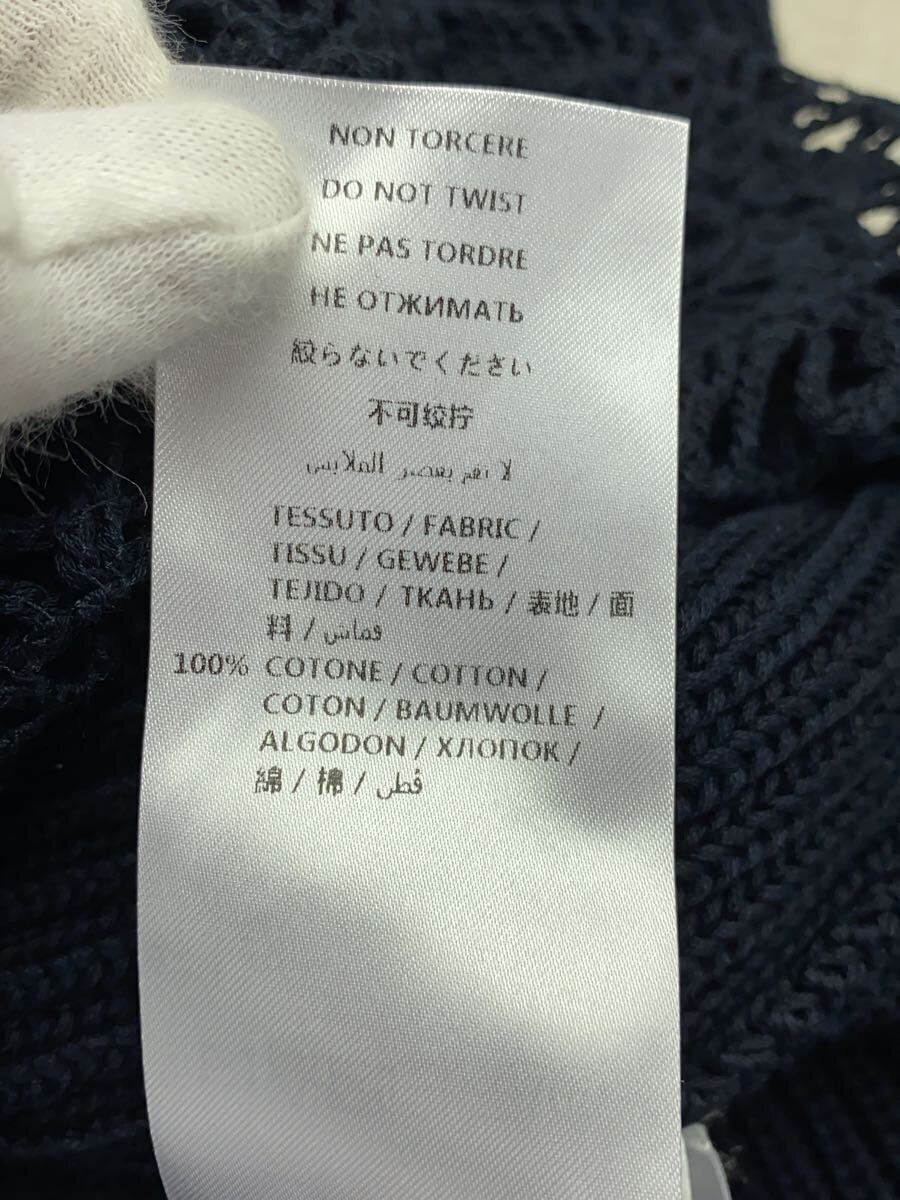 NON TORCERE
DO NOT TWIST
NE PAS TORDRE
НЕ ОТЖИМАТЬ
絞らないでください
不可绞拧
لا تقم بعصر الملابس
TESSUTO / FABRIC /
TISSU / GEWEBE /
TEJIDO / ТКАНЬ / 表地 / 面
料 / قماش
100% COTONE / COTTON /
COTON / BAUMWOLLE /
ALGODON / ХЛОПОК /
綿 / 棉 / قطن